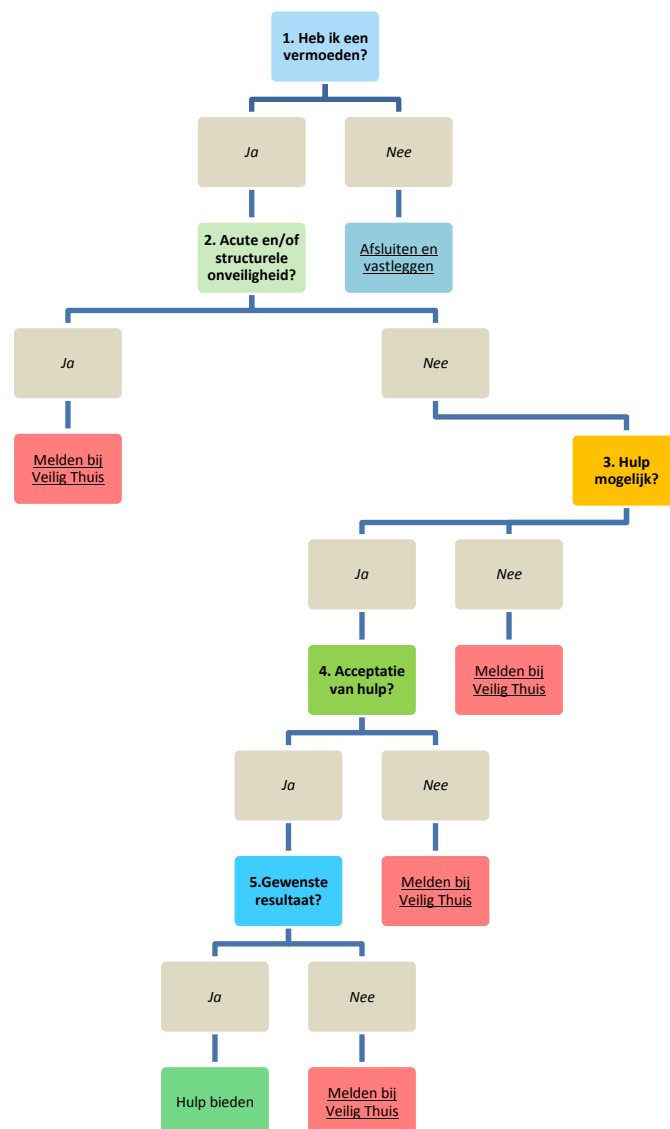 1. Heb ik een
vermoeden?
Ja
Nee
2. Acute en/of
structurele
onveiligheid?
Afsluiten en
vastleggen
Ja
Nee
Melden bij
Veilig Thuis
3. Hulp
mogelijk?
Ja
Nee
4. Acceptatie
van hulp?
Melden bij
Veilig Thuis
Ja
Nee
5.Gewenste
resultaat?
Melden bij
Veilig Thuis
Ja
Nee
Hulp bieden
Melden bij
Veilig Thuis